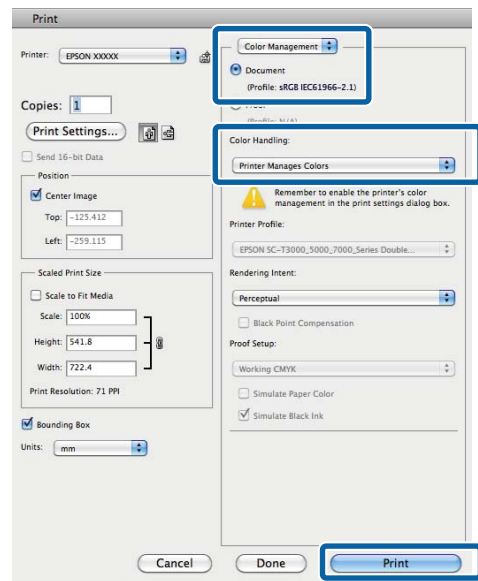 Print
Printer: EPSON XXXXX
Copies: 1
Print Settings...
Send 16-bit Data
Position
Center Image
Top: -125.412
Left: -259.115
Scaled Print Size
Scale to Fit Media
Scale: 100%
Height: 541.8
Width: 722.4
Print Resolution: 71 PPI
Bounding Box
Units: mm
Color Management
Document
(Profile: sRGB IEC61966-2.1)
(Profile: N/A)
Color Handling:
Printer Manages Colors
Remember to enable the printer's color
management in the print settings dialog box.
Printer Profile:
EPSON SC-T3000_5000_7000_Series Double...
Rendering Intent:
Perceptual
Black Point Compensation
Proof Setup:
Working CMYK
Simulate Paper Color
Simulate Black Ink
Cancel
Done
Print